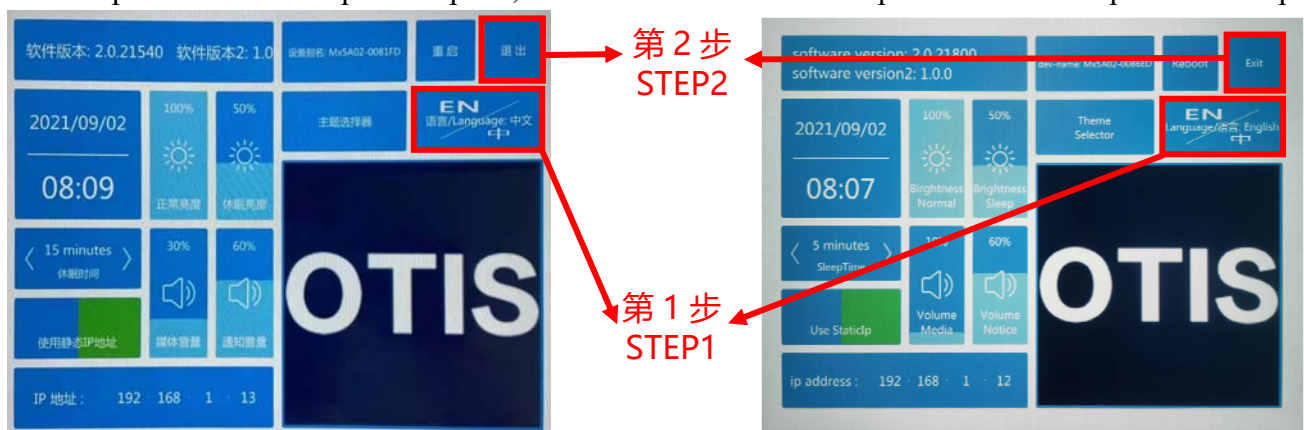 软件版本: 2.0.21540 软件版本2: 1.0
设备别名: MxSA02-0081FD
重启
退出
2021/09/02
08:09
100%
正常亮度
50%
休眠亮度
主题选择器
EN
语言/Language: 中文
中
15 minutes
休眠时间
30%
媒体音量
60%
通知音量
使用静态IP地址
IP 地址： 192 · 168 · 1 · 13
OTIS
第 2 步
STEP2
第 1 步
STEP1
software version: 2.0.21800
software version2: 1.0.0
dev-name: MxSA02-0086ED
Reboot
Exit
2021/09/02
08:07
100%
Birghtness
Normal
50%
Brightness
Sleep
Theme
Selector
EN
Language/语言: English
中
5 minutes
SleepTime
10%
Volume
Media
60%
Volume
Notice
Use StaticIp
ip address : 192 · 168 · 1 · 12
OTIS